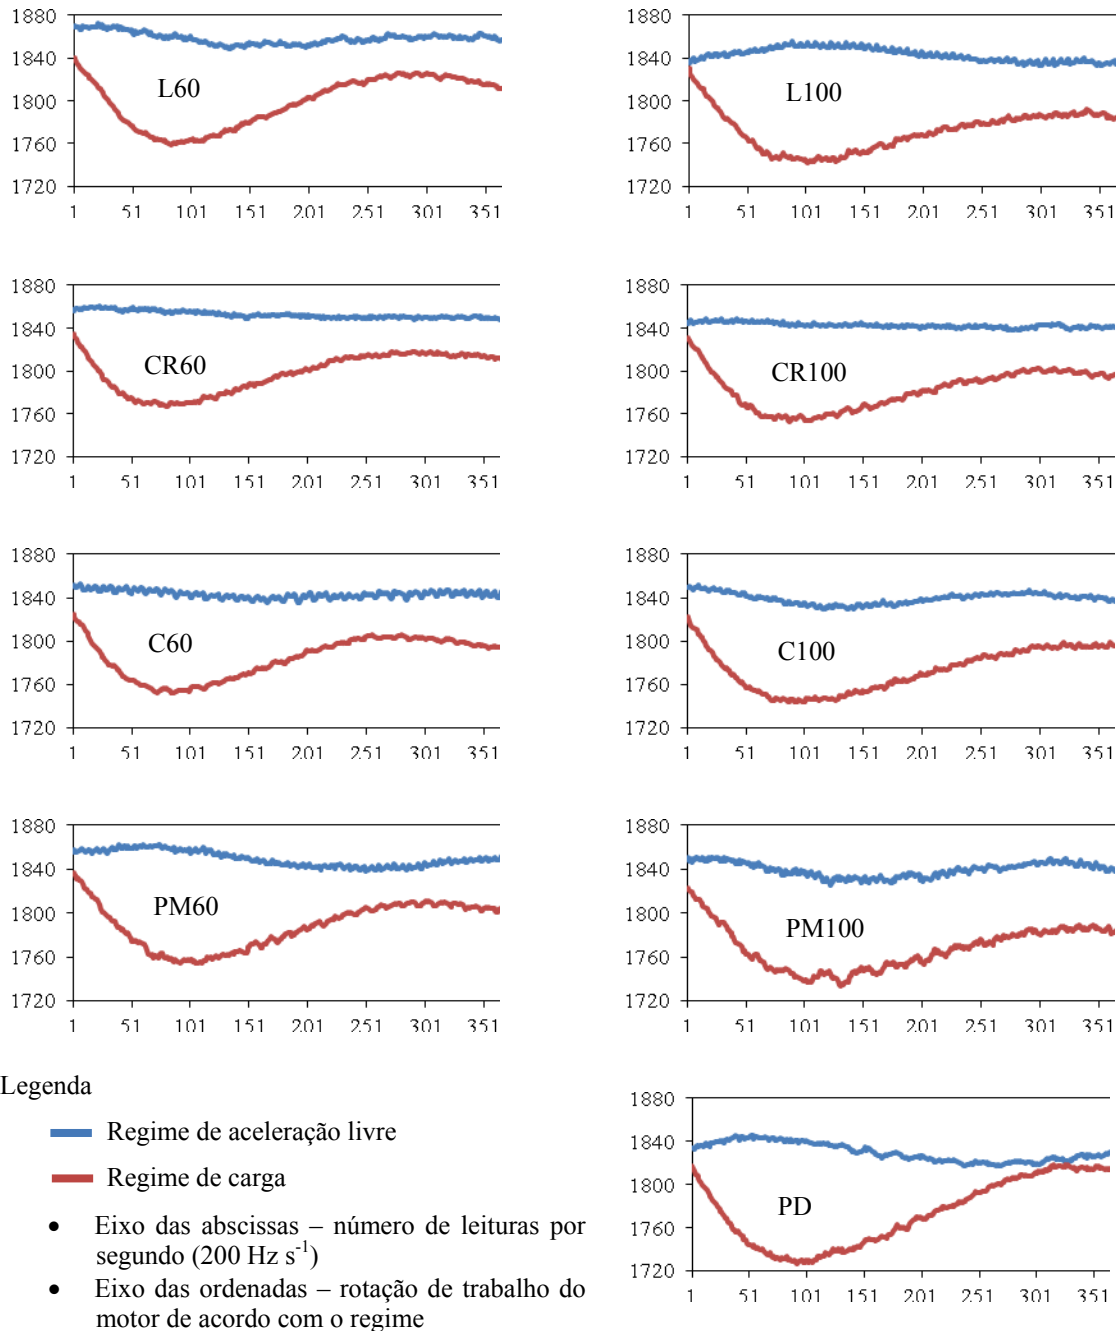 1880
1840
1800
1760
1720
L60
1 51 101 151 201 251 301 351
1880
1840
1800
1760
1720
L100
1 51 101 151 201 251 301 351
1880
1840
1800
1760
1720
CR60
1 51 101 151 201 251 301 351
1880
1840
1800
1760
1720
CR100
1 51 101 151 201 251 301 351
1880
1840
1800
1760
1720
C60
1 51 101 151 201 251 301 351
1880
1840
1800
1760
1720
C100
1 51 101 151 201 251 301 351
1880
1840
1800
1760
1720
PM60
1 51 101 151 201 251 301 351
1880
1840
1800
1760
1720
PM100
1 51 101 151 201 251 301 351
Legenda
Regime de aceleração livre
Regime de carga
• Eixo das abscissas – número de leituras por
segundo (200 Hz s⁻¹)
• Eixo das ordenadas – rotação de trabalho do
motor de acordo com o regime
1880
1840
1800
1760
1720
PD
1 51 101 151 201 251 301 351